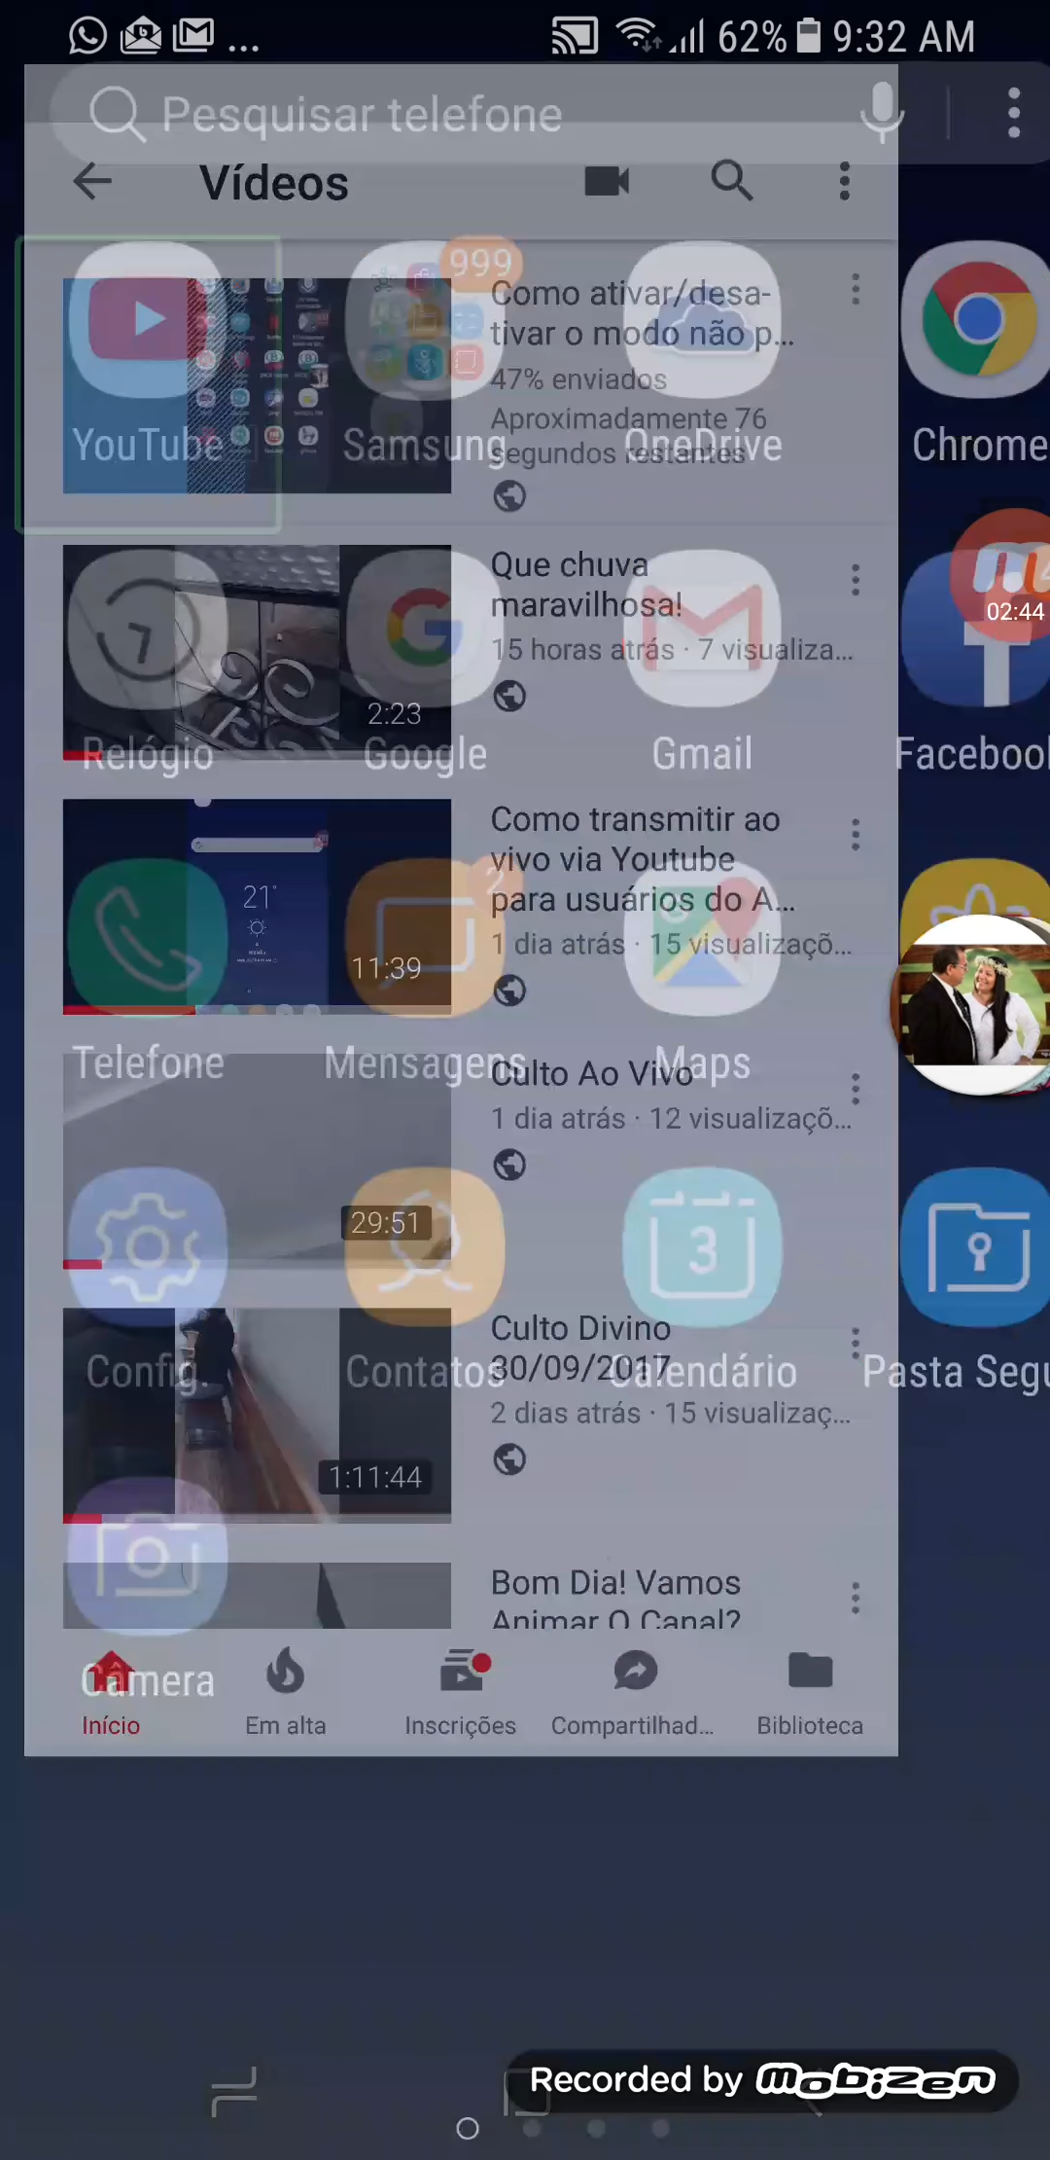 ... 62% 9:32 AM
Pesquisar telefone
Vídeos
999
Como ativar/desa-
tivar o modo não p...
47% enviados
Aproximadamente 76
segundos restantes
YouTube Samsung OneDrive Chrome
Que chuva
maravilhosa!
15 horas atrás · 7 visualiza...
02:44
2:23
Relógio Google Gmail Faceboo
Como transmitir ao
vivo via Youtube
para usuários do A...
1 dia atrás · 15 visualizaçõ...
21°
2
11:39
Telefone Mensagens Maps
Culto Ao Vivo
1 dia atrás · 12 visualizaçõ...
29:51
3
Culto Divino
30/09/2017
2 dias atrás · 15 visualizaç...
Config. Contatos Calendário Pasta Segu
1:11:44
Bom Dia! Vamos
Animar O Canal?
Câmera
Início Em alta Inscrições Compartilhad... Biblioteca
Recorded by mobizen